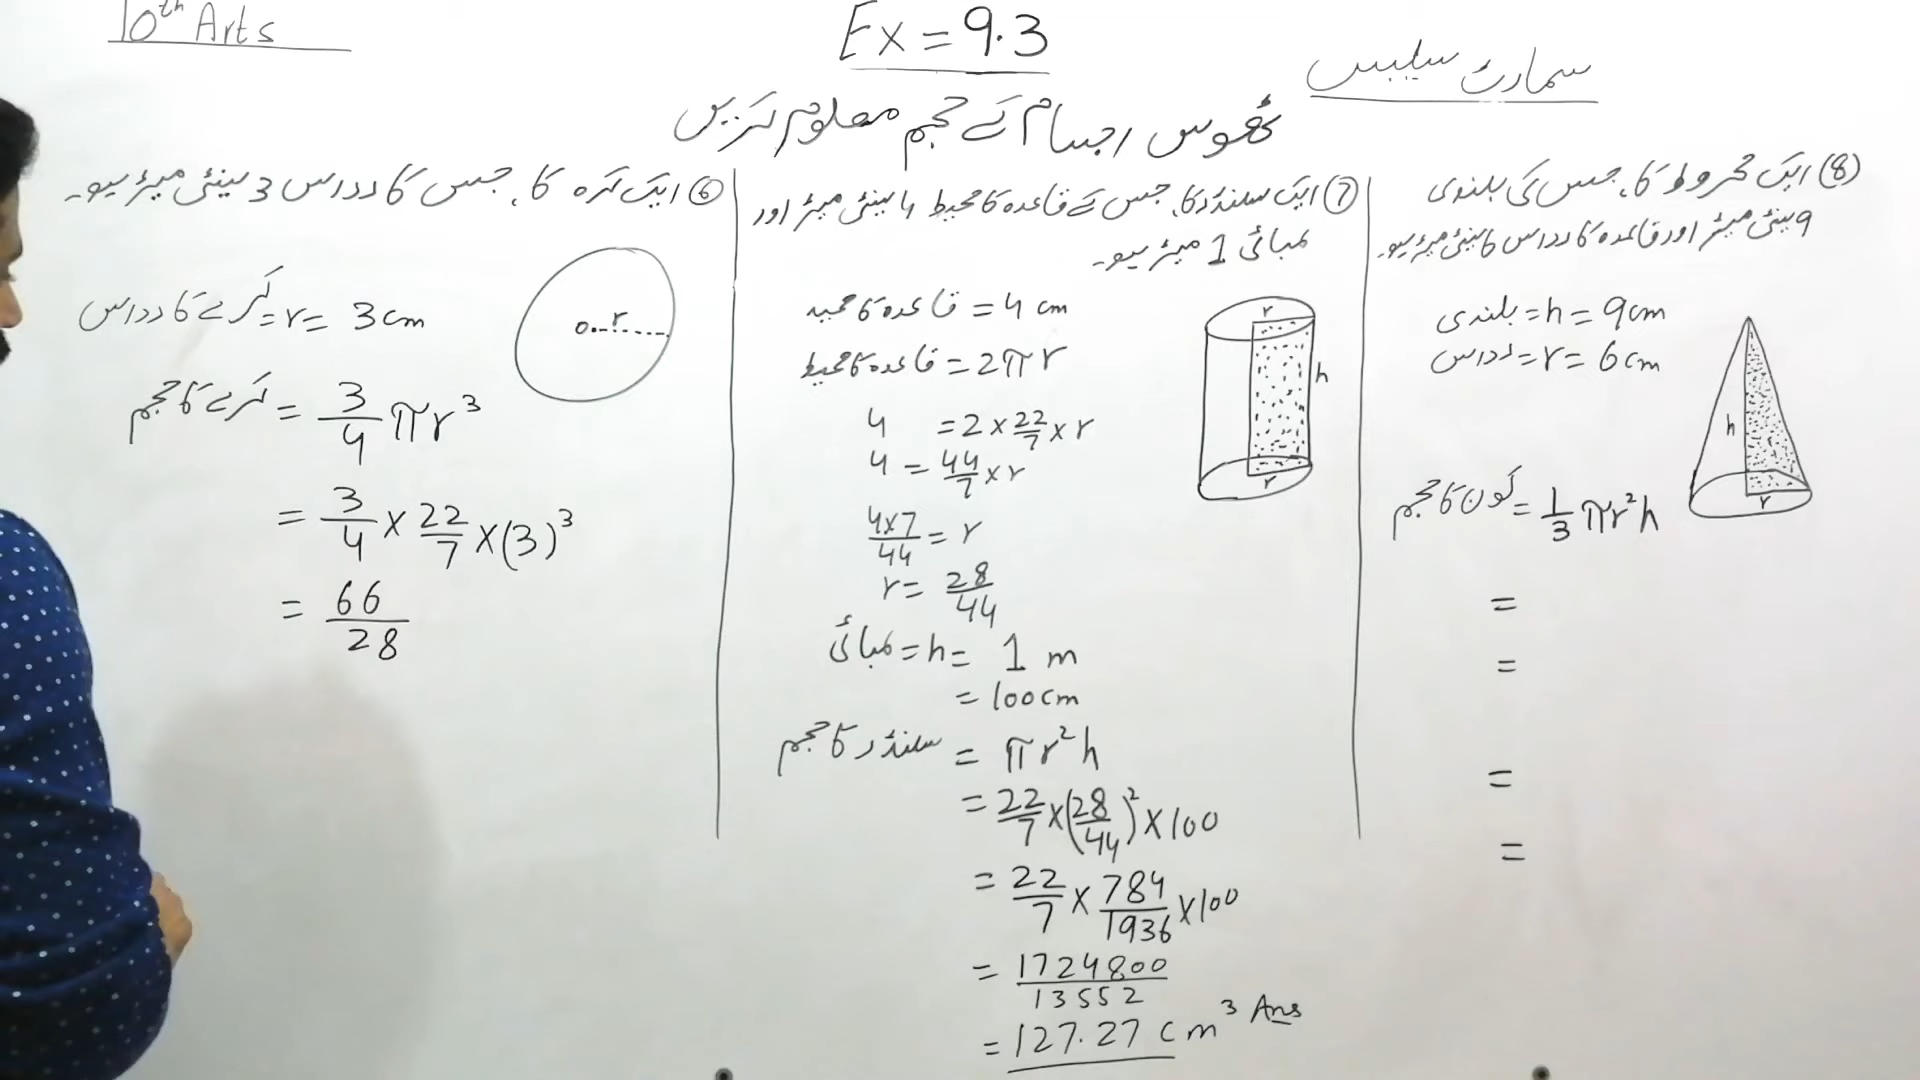 10th Arts
Ex = 9.3
سمارٹ سلیبس
ٹھوس اجسام کے حجم معلوم کریں
⑥ ایک کرہ کا، جس کا رداس 3 سینٹی میٹر ہو۔
کرے کا رداس = r = 3 cm
o r
کرے کا حجم = 3/4 πr³
= 3/4 × 22/7 × (3)³
= 66/28
⑦ ایک سلنڈر کا، جس کے قاعدہ کا محیط 4 سینٹی میٹر اور
لمبائی 1 میٹر ہو۔
قاعدہ کا محیط = 4 cm
قاعدہ کا محیط = 2πr
4 = 2 × 22/7 × r
4 = 44/7 × r
4×7/44 = r
r = 28/44
لمبائی = h = 1 m
= 100cm
سلنڈر کا حجم = πr²h
= 22/7 × (28/44)² × 100
= 22/7 × 784/1936 × 100
= 1724800/13552
= 127.27 cm³ Ans
r
h
r
(8) ایک مخروط کا، جس کی بلندی
9 سینٹی میٹر اور قاعدہ کا رداس 6 سینٹی میٹر ہو۔
بلندی = h = 9cm
رداس = r = 6cm
کون کا حجم = 1/3 πr²h
=
=
=
=
h
r